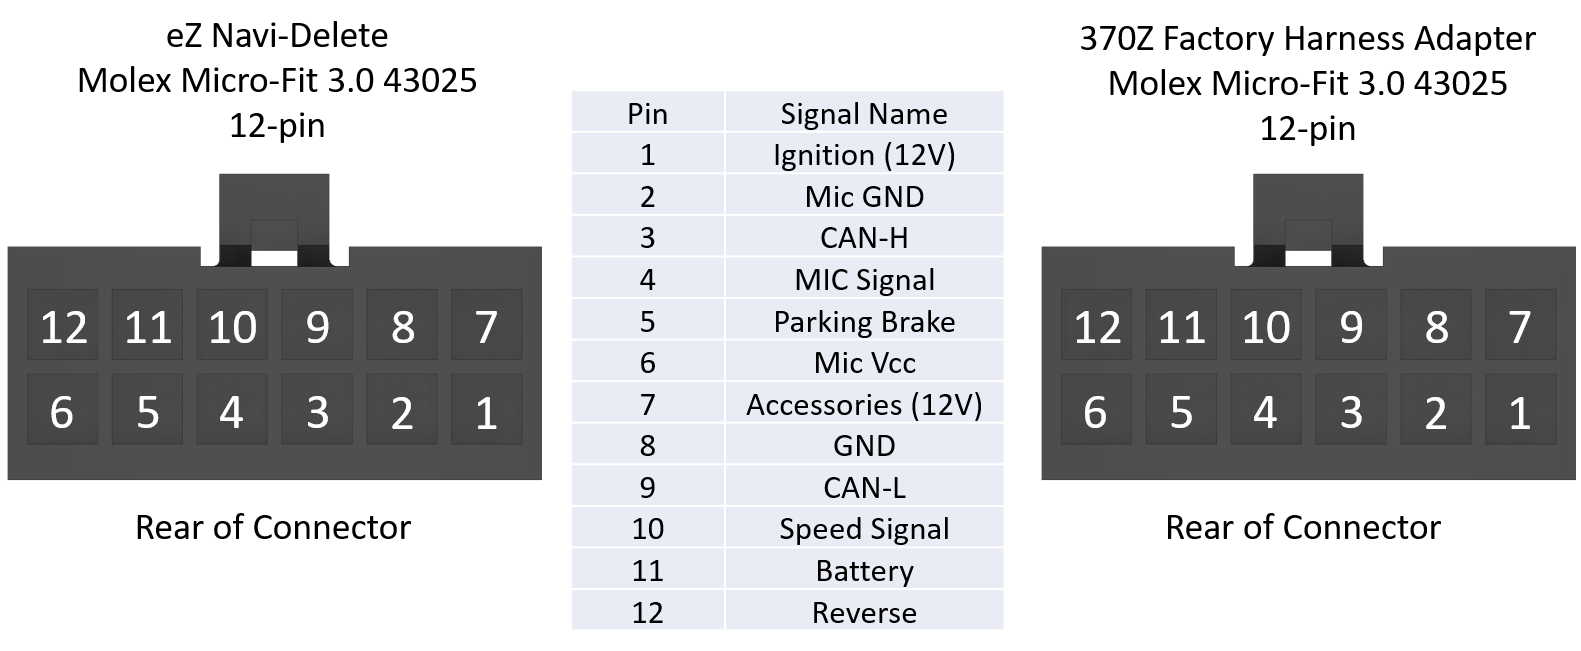 eZ Navi-Delete
Molex Micro-Fit 3.0 43025
12-pin
12 11 10 9 8 7
6 5 4 3 2 1
Rear of Connector
Pin Signal Name
1 Ignition (12V)
2 Mic GND
3 CAN-H
4 MIC Signal
5 Parking Brake
6 Mic Vcc
7 Accessories (12V)
8 GND
9 CAN-L
10 Speed Signal
11 Battery
12 Reverse
370Z Factory Harness Adapter
Molex Micro-Fit 3.0 43025
12-pin
12 11 10 9 8 7
6 5 4 3 2 1
Rear of Connector